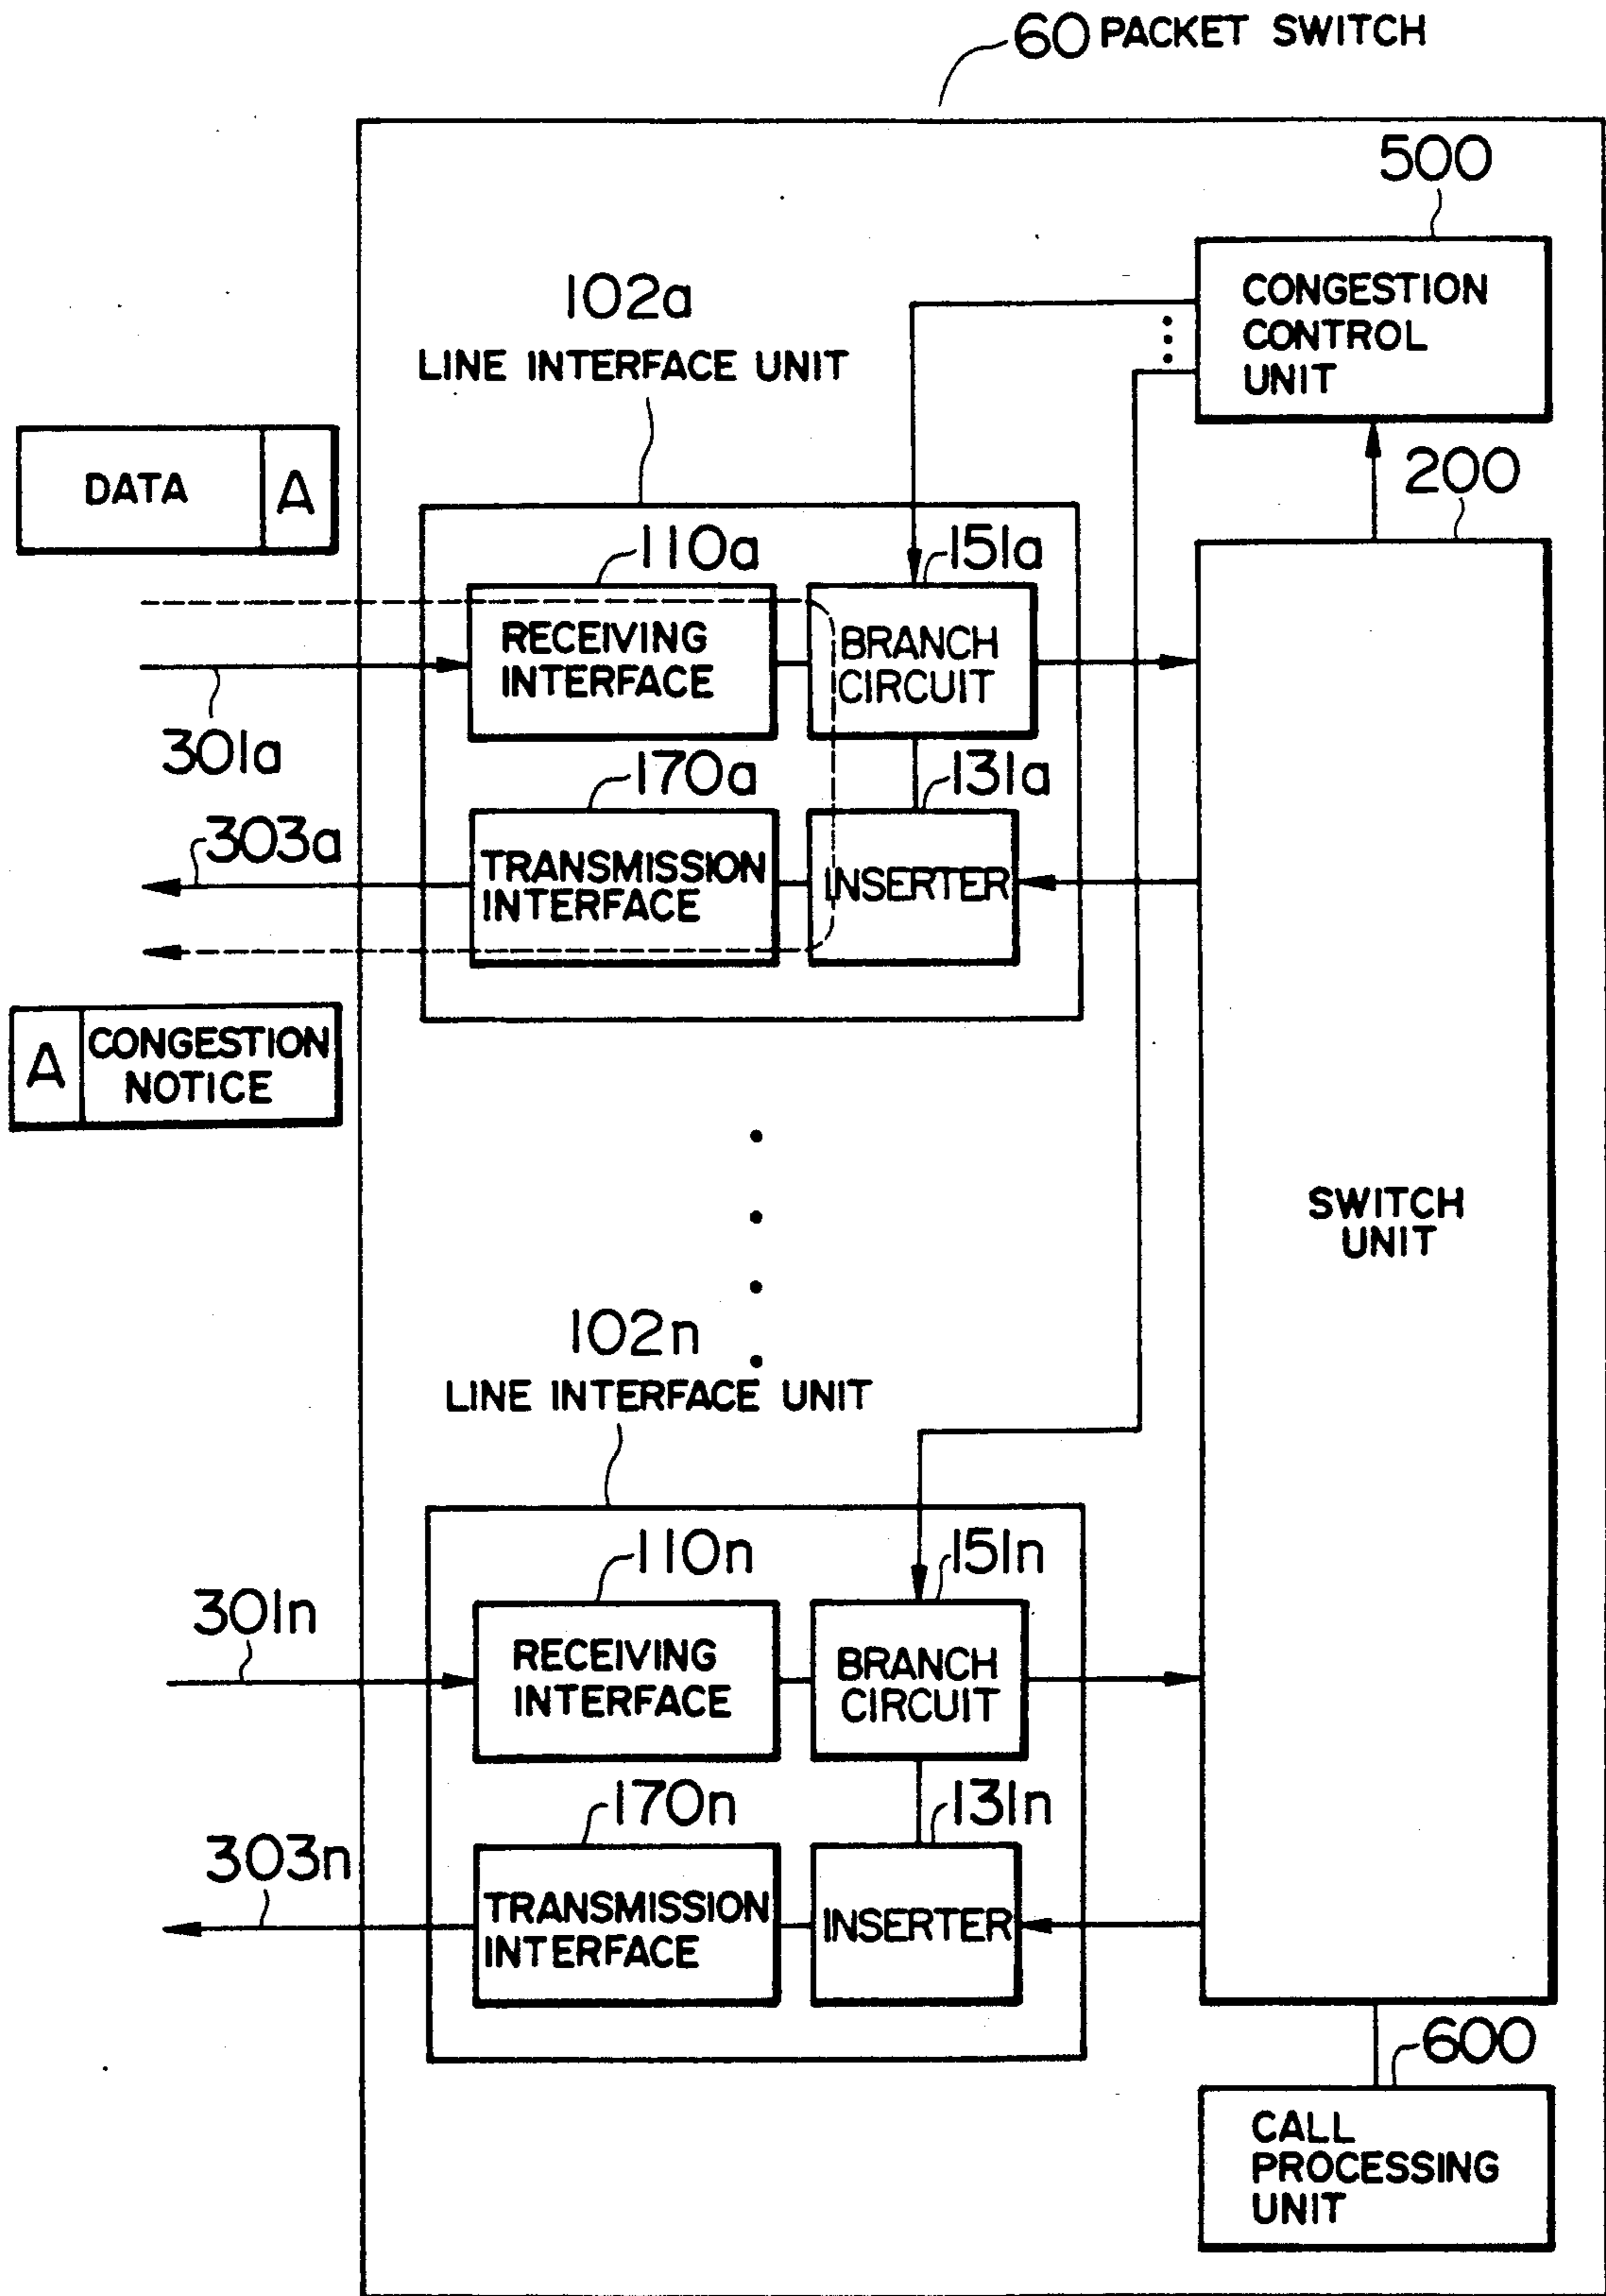 60 PACKET SWITCH
500
CONGESTION
CONTROL
UNIT
102a
LINE INTERFACE UNIT
200
DATA A
110a
151a
RECEIVING
INTERFACE
BRANCH
CIRCUIT
301a
170a
131a
303a
TRANSMISSION
INTERFACE
INSERTER
A CONGESTION
NOTICE
SWITCH
UNIT
102n
LINE INTERFACE UNIT
110n
151n
301n
RECEIVING
INTERFACE
BRANCH
CIRCUIT
170n
131n
303n
TRANSMISSION
INTERFACE
INSERTER
600
CALL
PROCESSING
UNIT